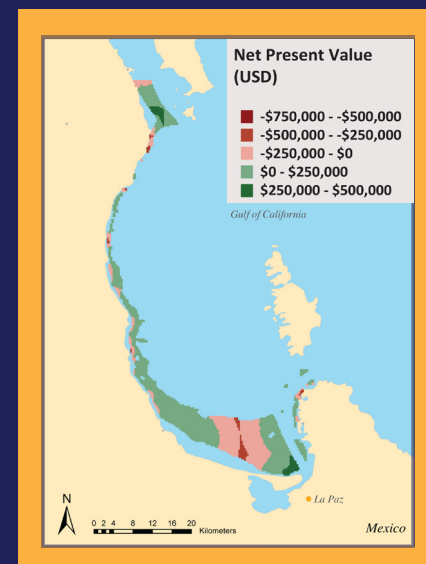 Net Present Value
(USD)
-$750,000 - -$500,000
-$500,000 - -$250,000
-$250,000 - $0
$0 - $250,000
$250,000 - $500,000
Gulf of California
La Paz
N
0 2 4 8 12 16 20
Kilometers
Mexico